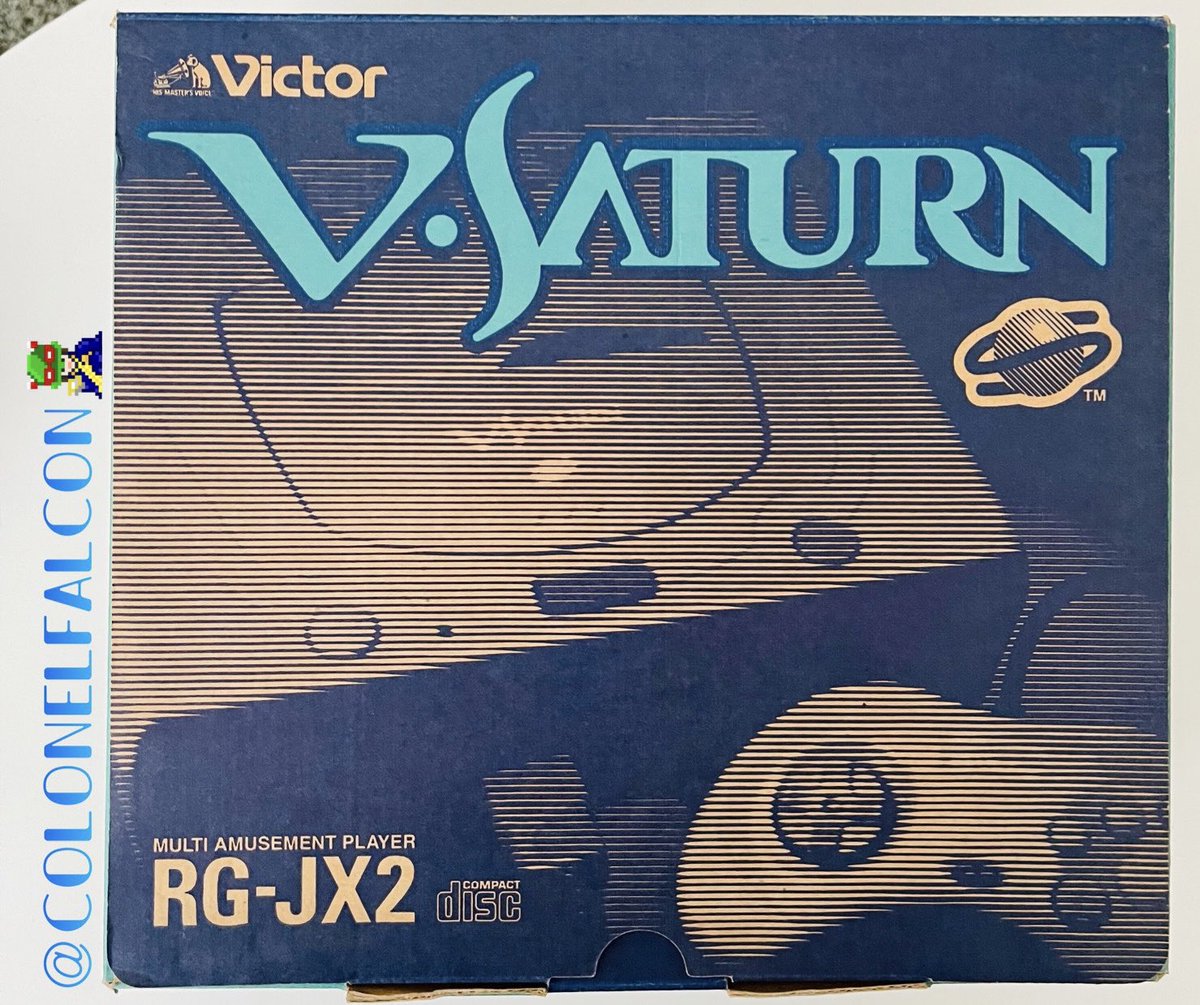 HIS MASTER'S VOICE
Victor
V·SATURN
TM
MULTI AMUSEMENT PLAYER
RG-JX2
COMPACT
disc
@COLONELFALCON